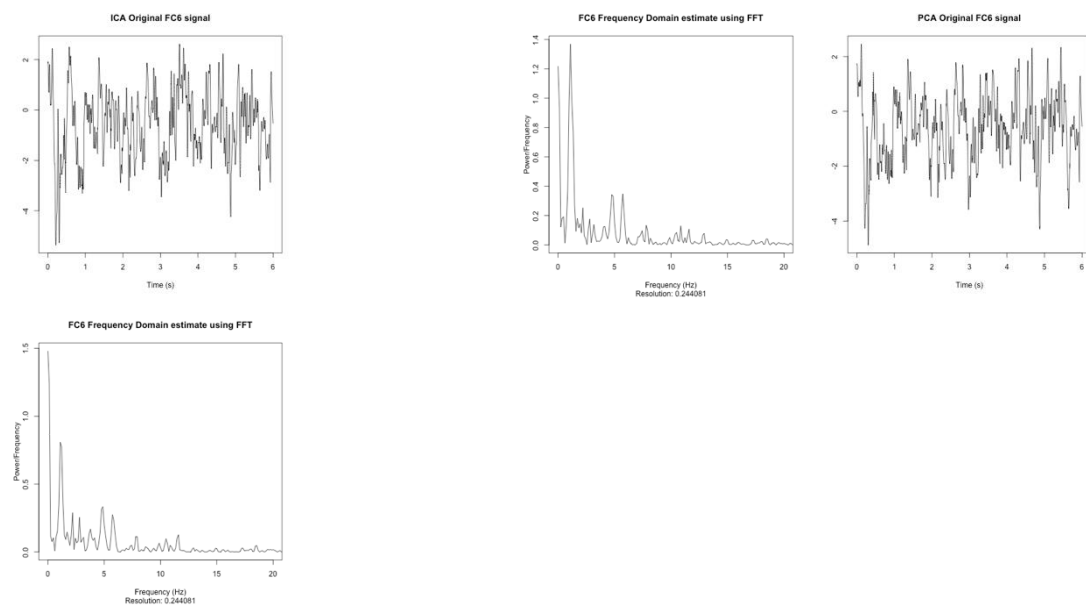 ICA Original FC6 signal
2
0
-2
-4
0 1 2 3 4 5 6
Time (s)
FC6 Frequency Domain estimate using FFT
Power/Frequency
1.4
1.2
1.0
0.8
0.6
0.4
0.2
0.0
0 5 10 15 20
Frequency (Hz)
Resolution: 0.244081
PCA Original FC6 signal
2
0
-2
-4
0 1 2 3 4 5 6
Time (s)
FC6 Frequency Domain estimate using FFT
Power/Frequency
1.5
1.0
0.5
0.0
0 5 10 15 20
Frequency (Hz)
Resolution: 0.244081